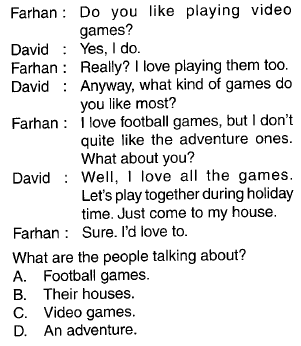 Farhan : Do you like playing video
games?
David : Yes, I do.
Farhan : Really? I love playing them too.
David : Anyway, what kind of games do
you like most?
Farhan : I love football games, but I don't
quite like the adventure ones.
What about you?
David : Well, I love all the games.
Let's play together during holiday
time. Just come to my house.
Farhan : Sure. I'd love to.
What are the people talking about?
A. Football games.
B. Their houses.
C. Video games.
D. An adventure.